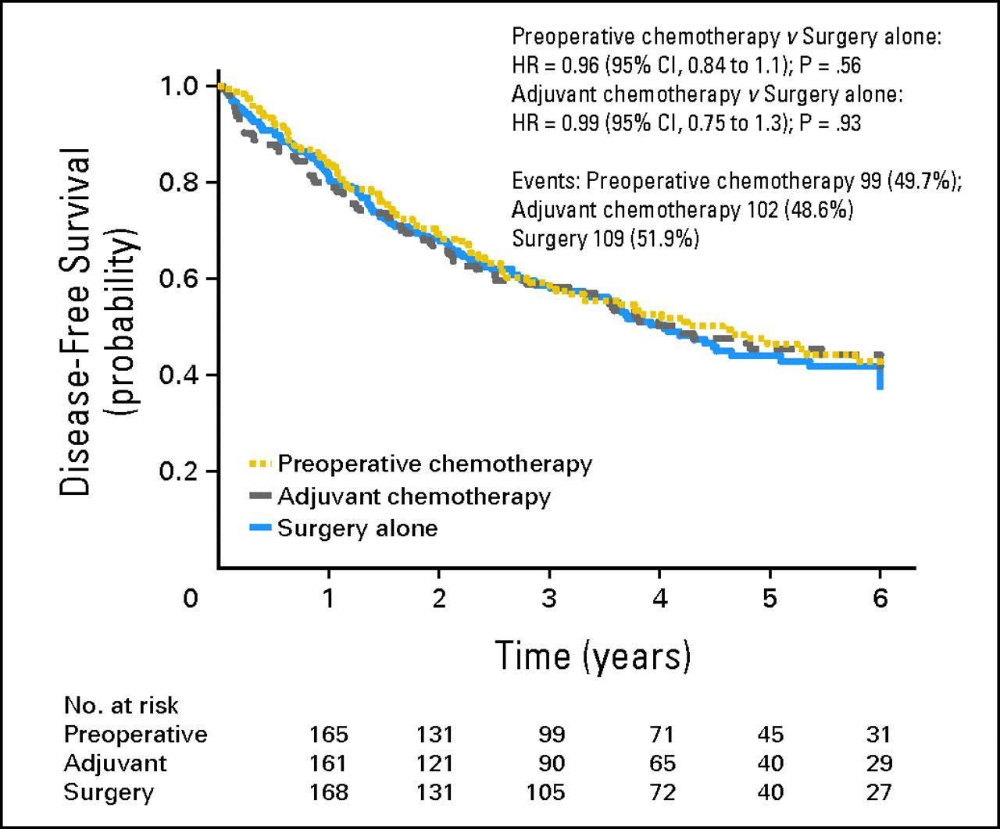 Preoperative chemotherapy v Surgery alone:
HR = 0.96 (95% CI, 0.84 to 1.1); P = .56
Adjuvant chemotherapy v Surgery alone:
HR = 0.99 (95% CI, 0.75 to 1.3); P = .93
Events: Preoperative chemotherapy 99 (49.7%);
Adjuvant chemotherapy 102 (48.6%)
Surgery 109 (51.9%)
Disease-Free Survival
(probability)
1.0
0.8
0.6
0.4
0.2
Preoperative chemotherapy
Adjuvant chemotherapy
Surgery alone
0 1 2 3 4 5 6
Time (years)
No. at risk
Preoperative 165 131 99 71 45 31
Adjuvant 161 121 90 65 40 29
Surgery 168 131 105 72 40 27